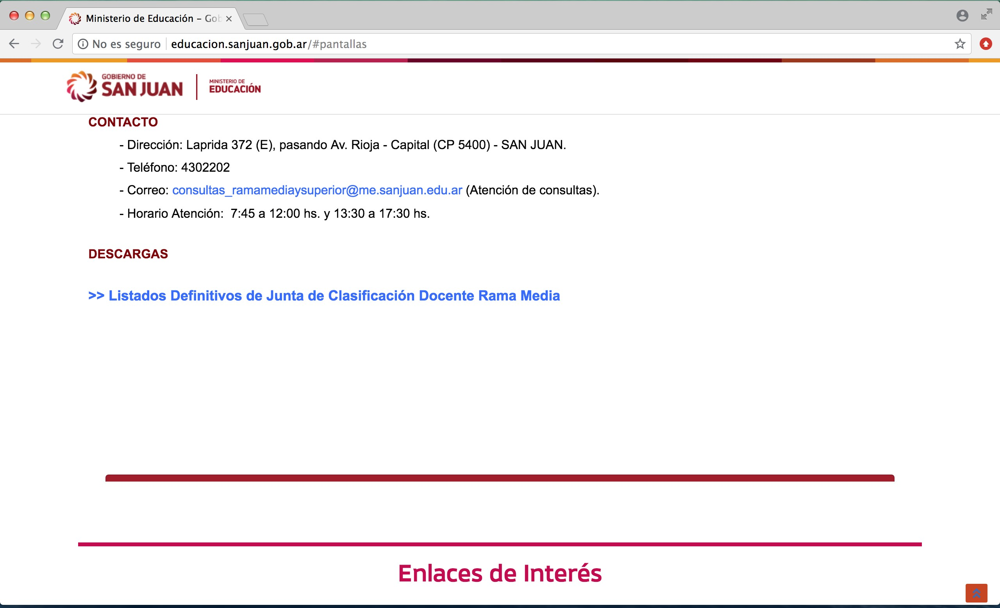 Ministerio de Educación – Gob
No es seguro educacion.sanjuan.gob.ar/#pantallas
GOBIERNO DE
SAN JUAN
MINISTERIO DE
EDUCACIÓN
CONTACTO
- Dirección: Laprida 372 (E), pasando Av. Rioja - Capital (CP 5400) - SAN JUAN.
- Teléfono: 4302202
- Correo: consultas_ramamediaysuperior@me.sanjuan.edu.ar (Atención de consultas).
- Horario Atención:  7:45 a 12:00 hs. y 13:30 a 17:30 hs.
DESCARGAS
>> Listados Definitivos de Junta de Clasificación Docente Rama Media
Enlaces de Interés